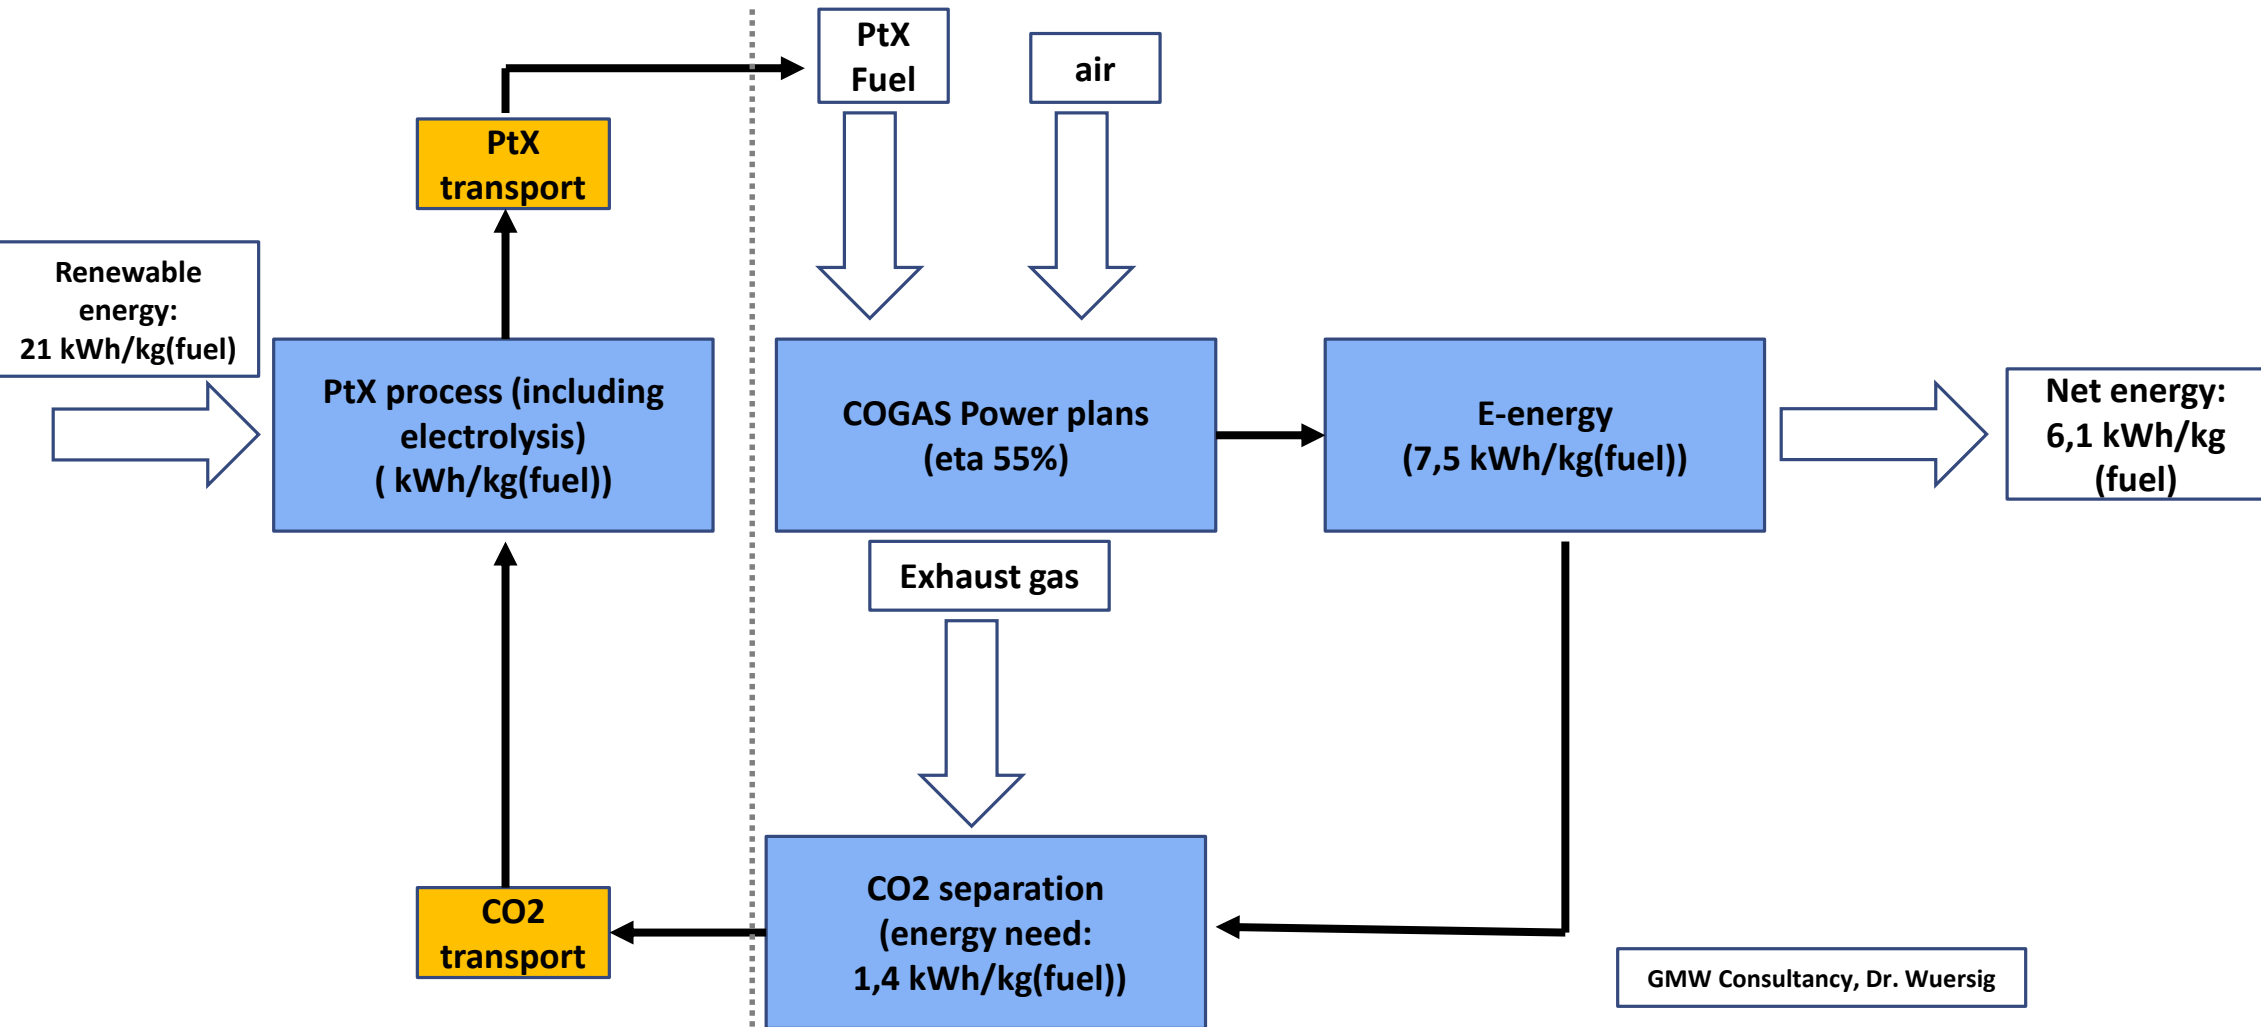 PtX
Fuel
air
PtX
transport
Renewable
energy:
21 kWh/kg(fuel)
PtX process (including
electrolysis)
( kWh/kg(fuel))
COGAS Power plans
(eta 55%)
E-energy
(7,5 kWh/kg(fuel))
Net energy:
6,1 kWh/kg
(fuel)
Exhaust gas
CO2
transport
CO2 separation
(energy need:
1,4 kWh/kg(fuel))
GMW Consultancy, Dr. Wuersig